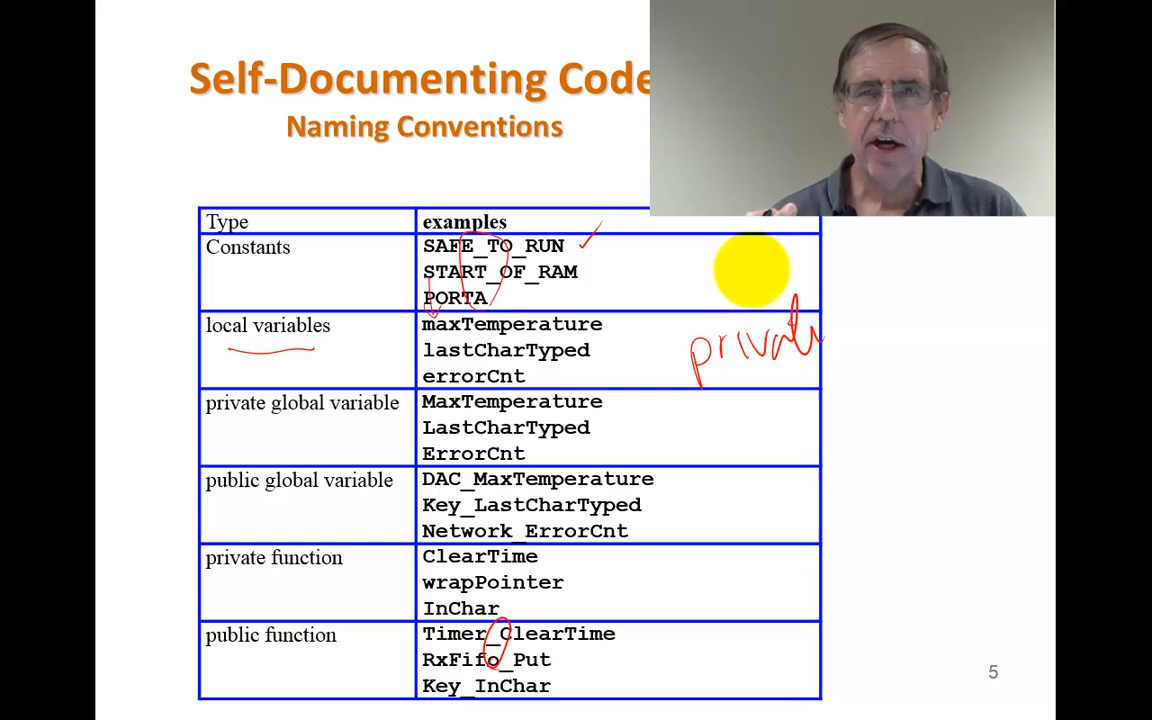 Self-Documenting Code
Naming Conventions
Type examples
Constants SAFE_TO_RUN
START_OF_RAM
PORTA
local variables maxTemperature
lastCharTyped
errorCnt
private
private global variable MaxTemperature
LastCharTyped
ErrorCnt
public global variable DAC_MaxTemperature
Key_LastCharTyped
Network_ErrorCnt
private function ClearTime
wrapPointer
InChar
public function Timer_ClearTime
RxFifo_Put
Key_InChar
5